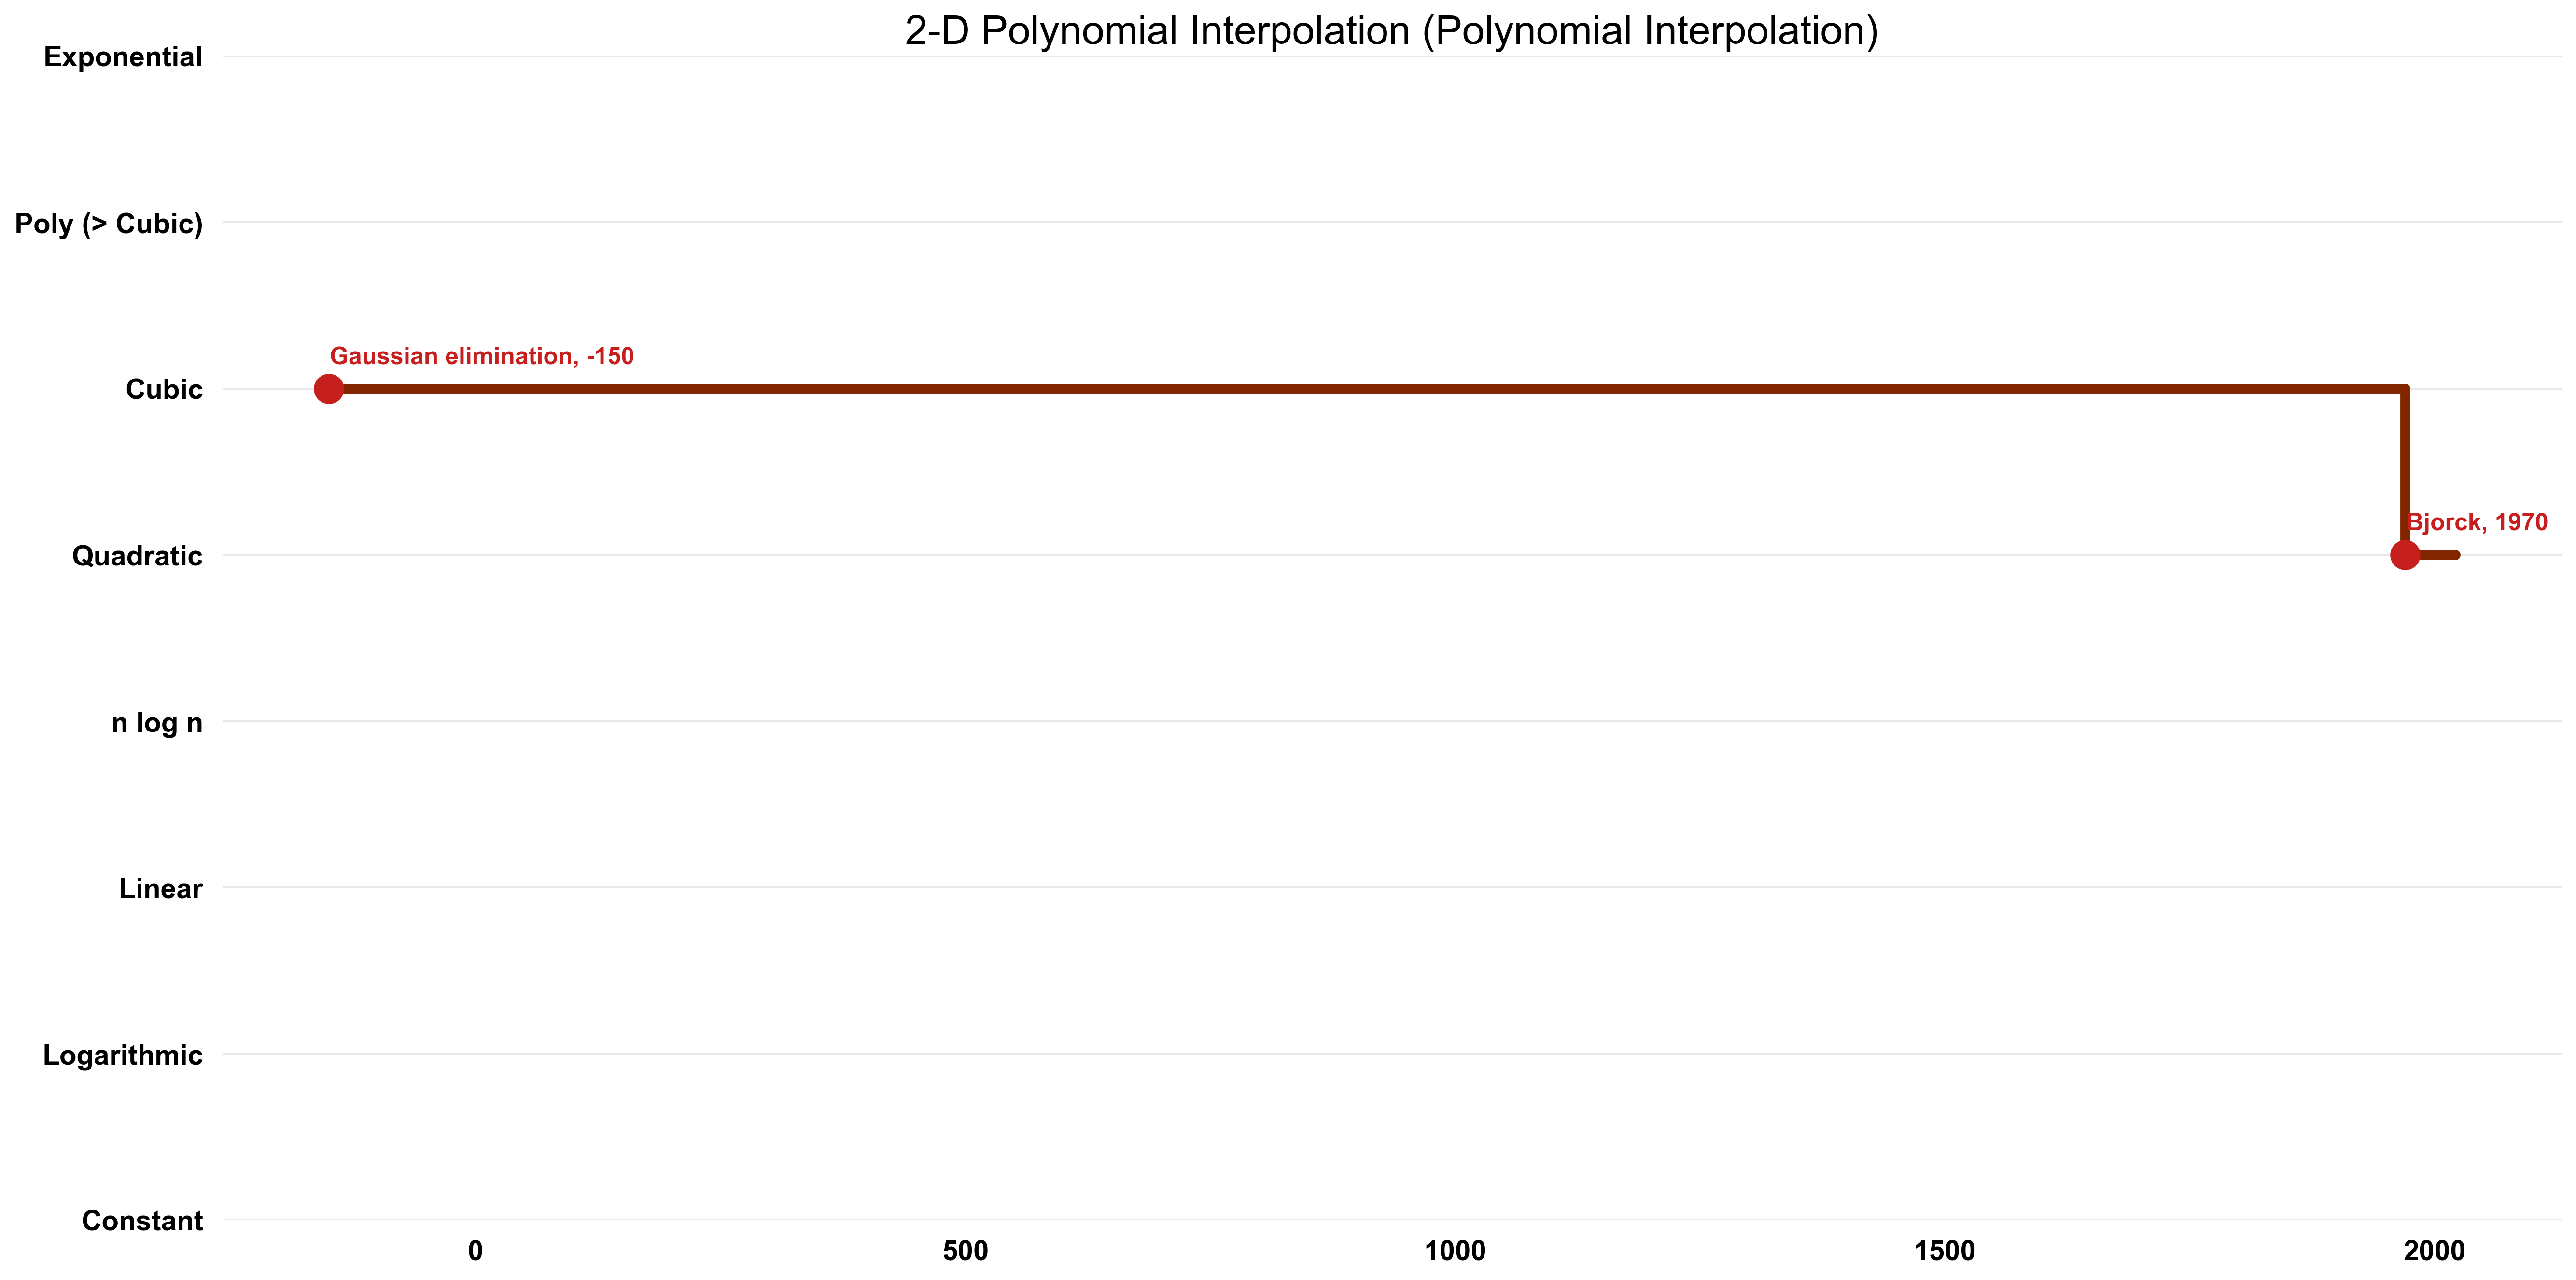 2-D Polynomial Interpolation (Polynomial Interpolation)
Exponential
Poly (> Cubic)
Gaussian elimination, -150
Cubic
Bjorck, 1970
Quadratic
n log n
Linear
Logarithmic
Constant
0 500 1000 1500 2000